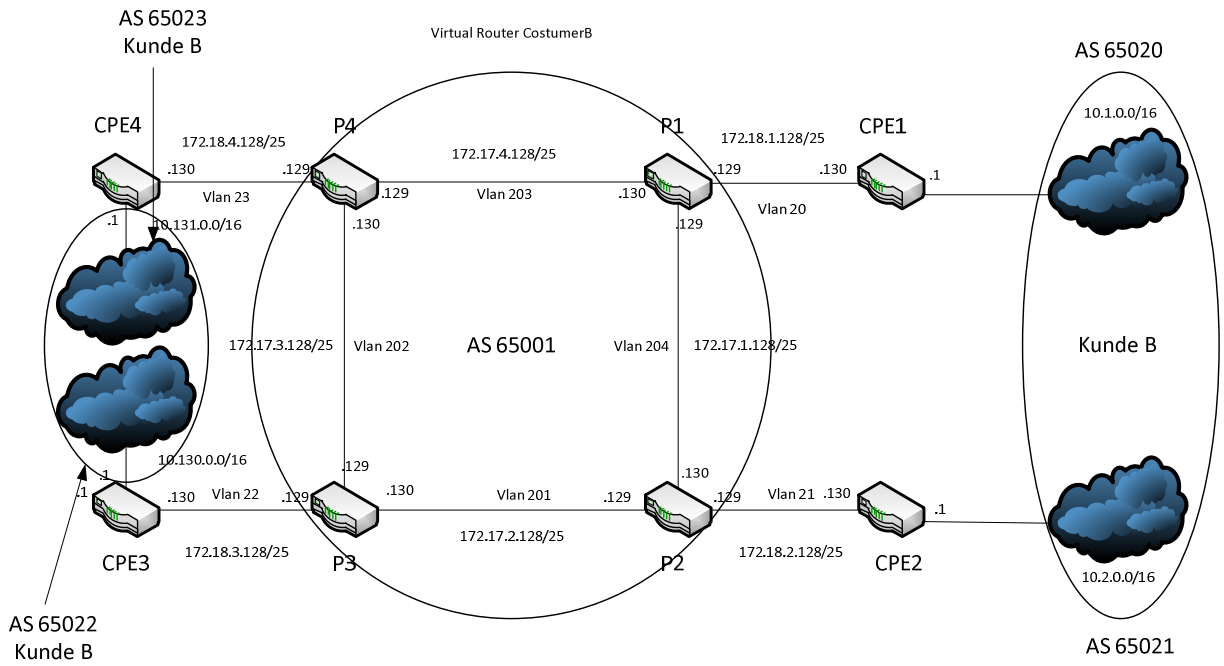 AS 65023
Kunde B
Virtual Router CostumerB
AS 65020
10.1.0.0/16
CPE4
172.18.4.128/25
P4
P1
172.18.1.128/25
CPE1
172.17.4.128/25
.130
.129
.129
.130
.1
Vlan 23
.129
Vlan 203
.130
Vlan 20
.1
10.131.0.0/16
.130
.129
172.17.3.128/25
Vlan 202
AS 65001
Vlan 204
172.17.1.128/25
Kunde B
10.130.0.0/16
.1
.129
.130
.1
.130
Vlan 22
.129
.130
Vlan 201
.129
.129
Vlan 21
.130
.1
172.18.3.128/25
172.17.2.128/25
172.18.2.128/25
CPE3
P3
P2
CPE2
10.2.0.0/16
AS 65022
Kunde B
AS 65021